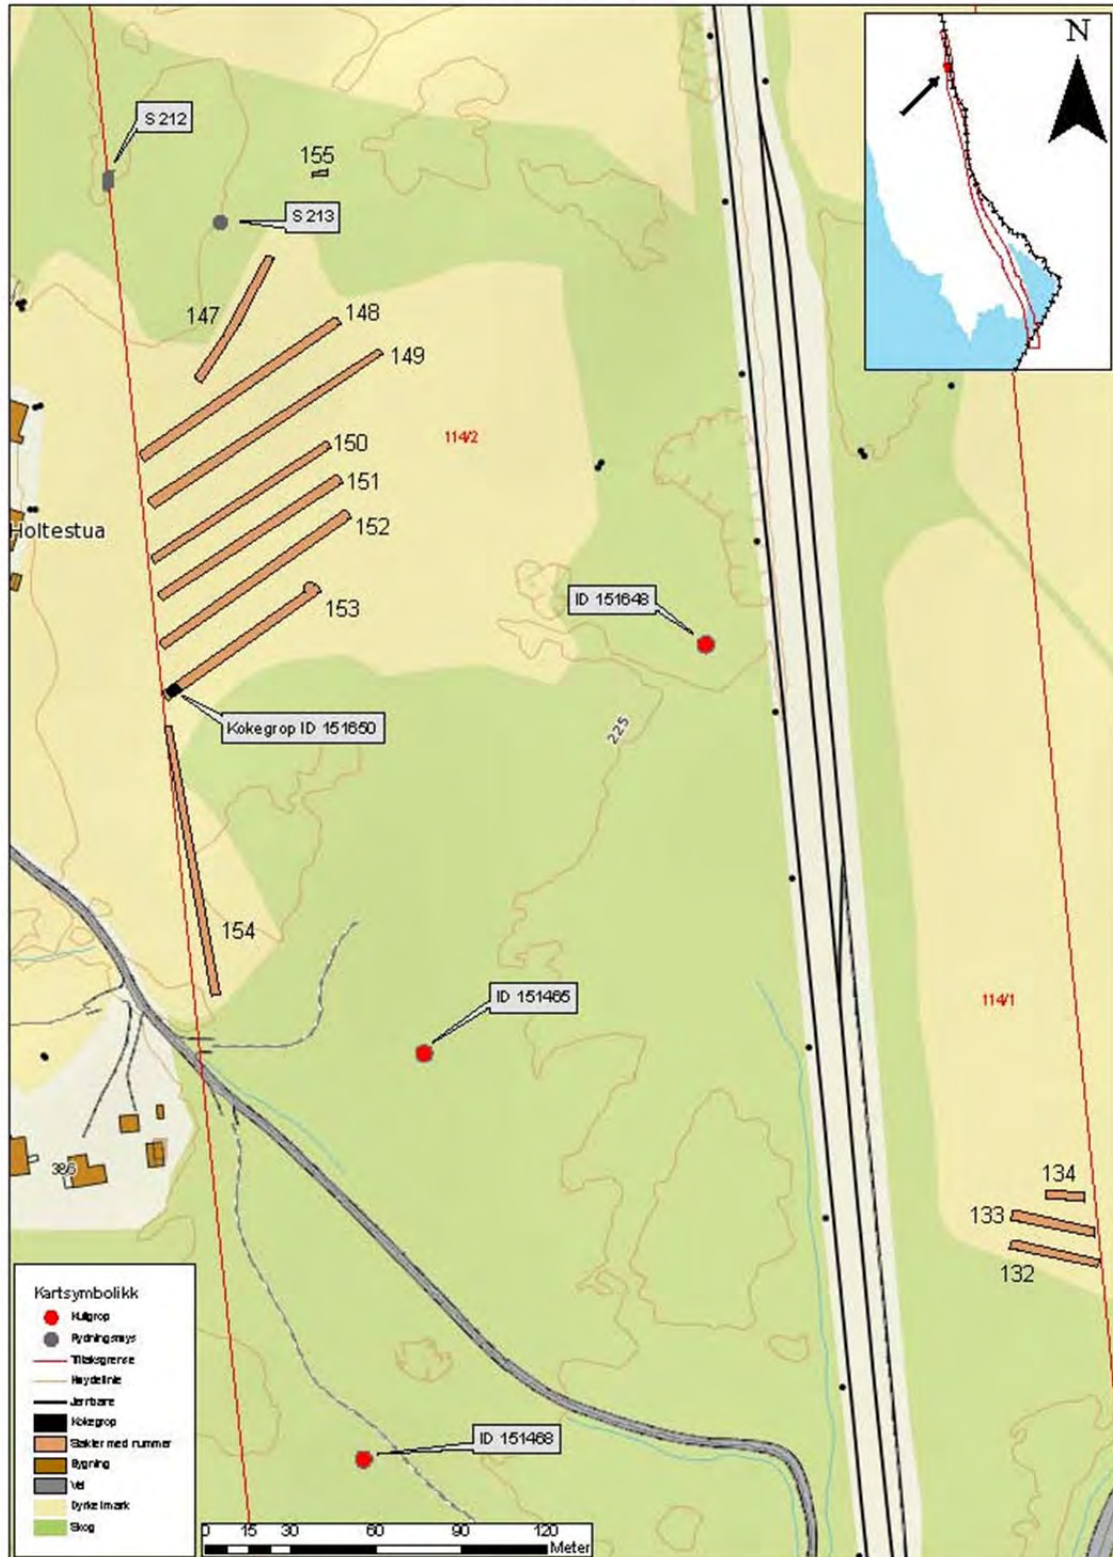 N
S 212
155
S 213
147
148
149
114/2
150
151
152
Holtestua
153
ID 151648
Kokegrop ID 151650
225
154
ID 151465
114/1
386
134
133
132
Kartsymbolikk
Kullgrop
Rydningsrøys
Tiltaksgrense
Høydelinie
Jernbane
Kokegrop
Sjakter med nummer
Bygning
Vei
Dyrket mark
Skog
ID 151468
0 15 30 60 90 120
Meter